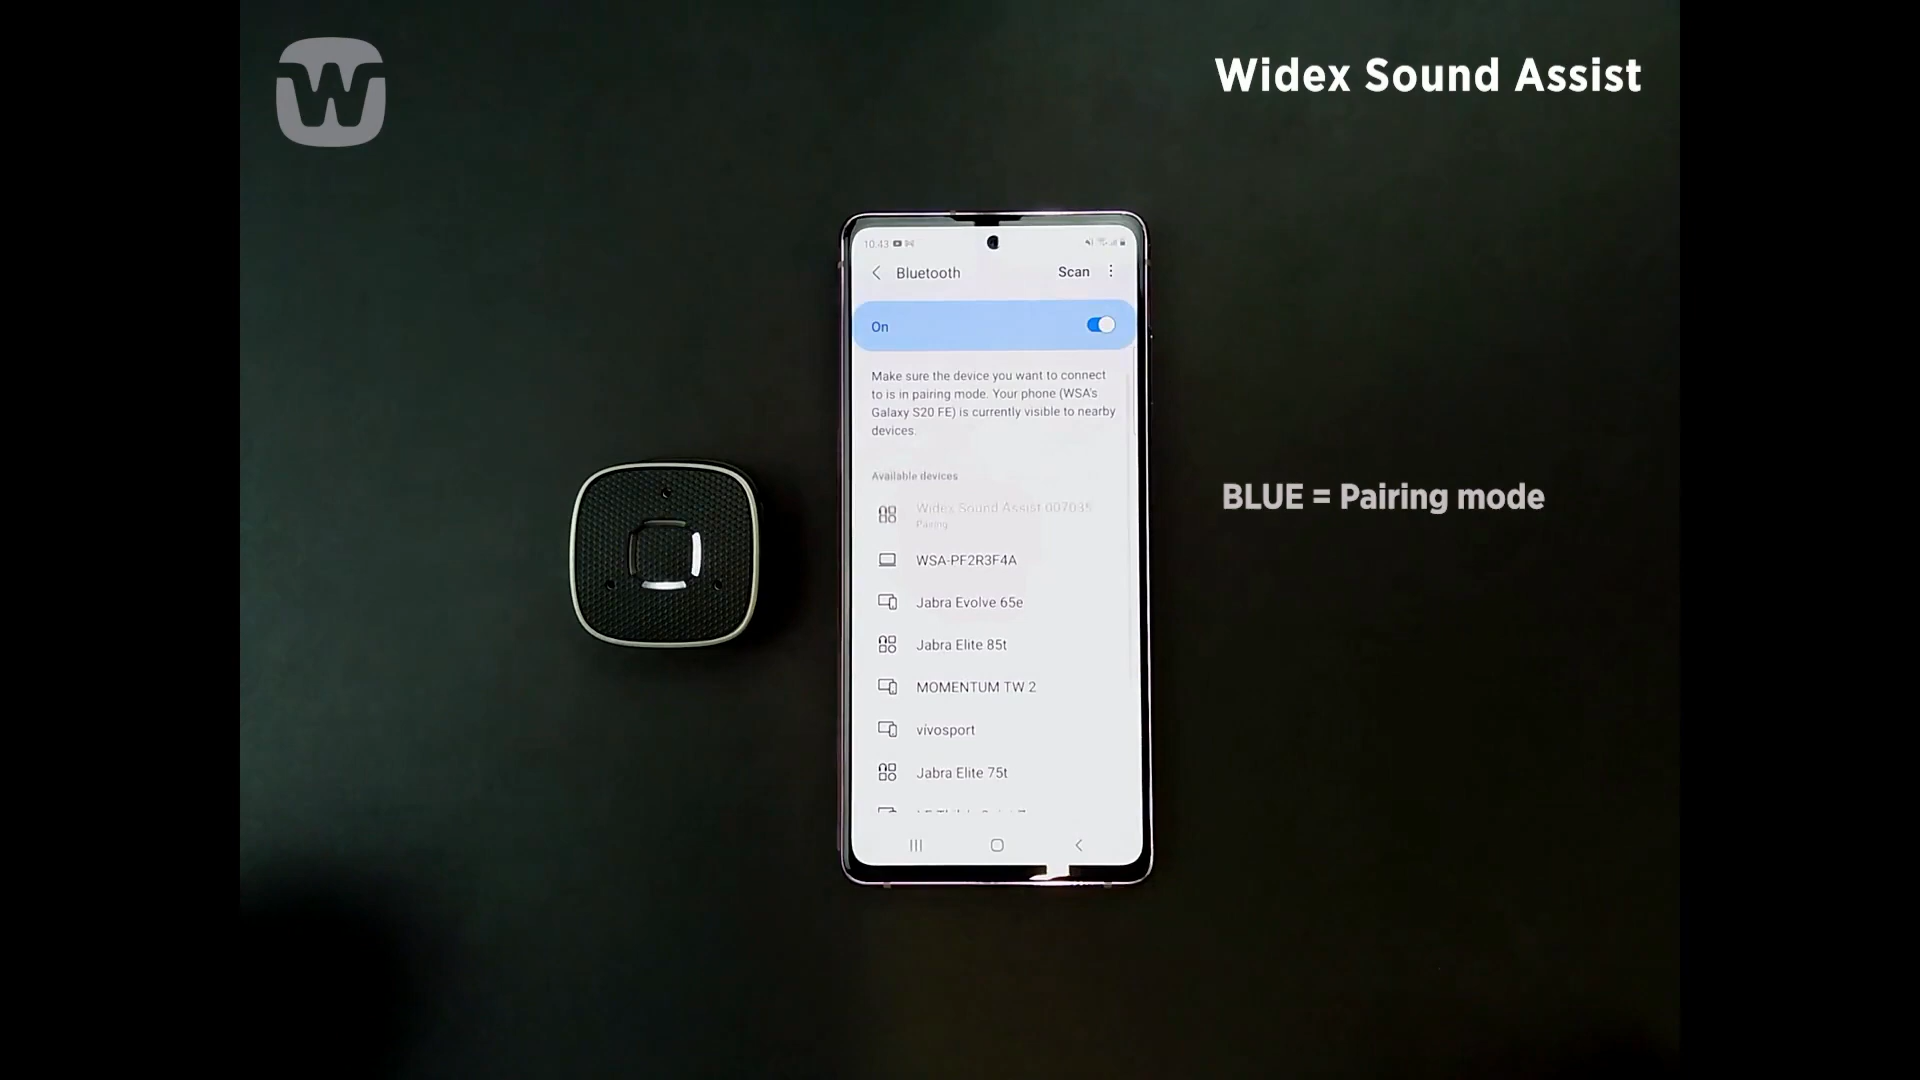 W
Widex Sound Assist
10:43
Bluetooth
Scan
On
Make sure the device you want to connect
to is in pairing mode. Your phone (WSA's
Galaxy S20 FE) is currently visible to nearby
devices.
Available devices
Widex Sound Assist 007035
Pairing...
WSA-PF2R3F4A
Jabra Evolve 65e
Jabra Elite 85t
MOMENTUM TW 2
vivosport
Jabra Elite 75t
BLUE = Pairing mode